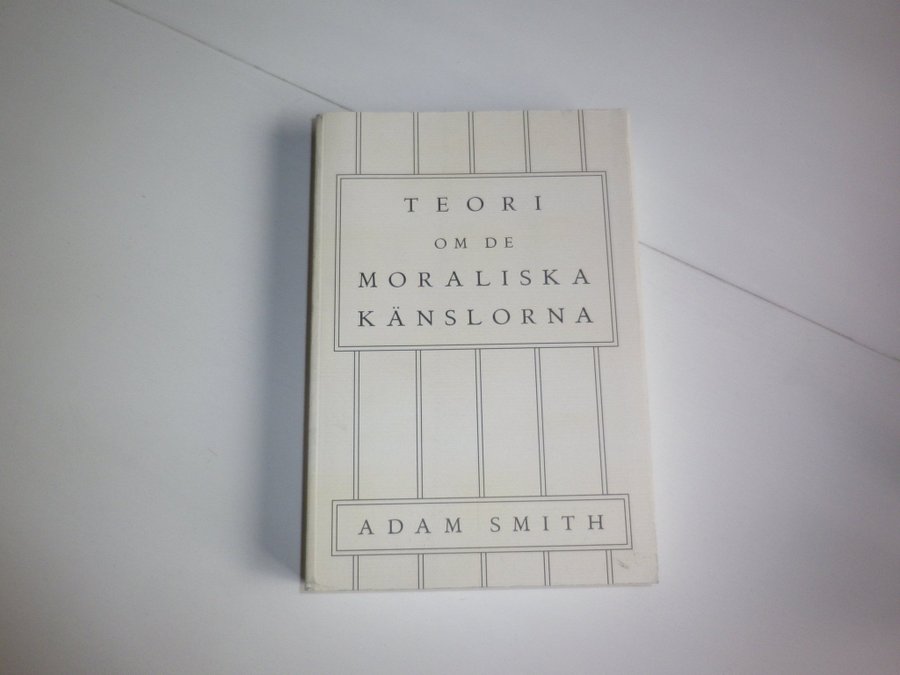 TEORI
OM DE
MORALISKA
KÄNSLORNA
ADAM SMITH